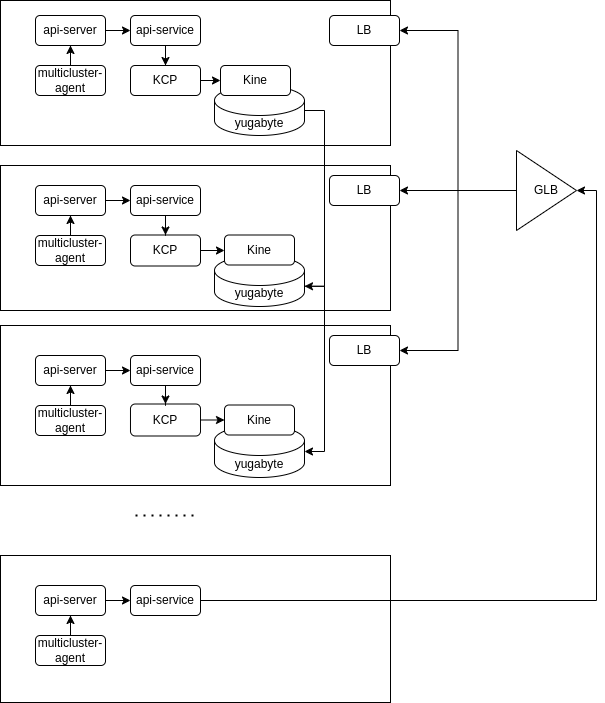 api-server
api-service
LB
multicluster-
agent
KCP
Kine
yugabyte
api-server
api-service
LB
GLB
multicluster-
agent
KCP
Kine
yugabyte
LB
api-server
api-service
multicluster-
agent
KCP
Kine
yugabyte
........
api-server
api-service
multicluster-
agent